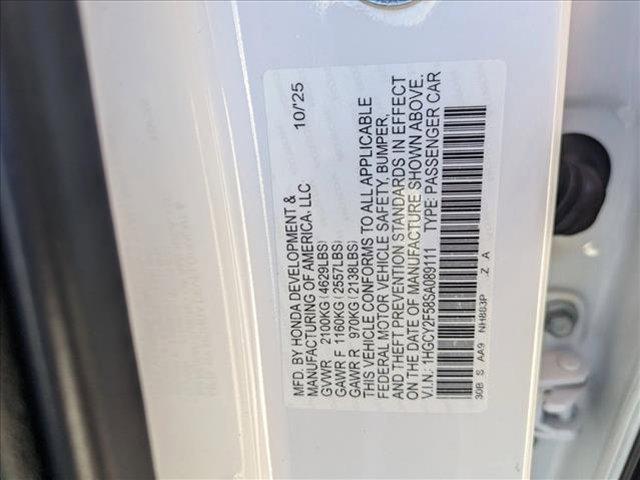 MFD. BY HONDA DEVELOPMENT & 10/'25
MANUFACTURING OF AMERICA, LLC
GVWR 2100KG(4629LBS)
GAWR F 1160KG(2557LBS)
GAWR R 970KG(2138LBS)
THIS VEHICLE CONFORMS TO ALL APPLICABLE
FEDERAL MOTOR VEHICLE SAFETY, BUMPER,
AND THEFT PREVENTION STANDARDS IN EFFECT
ON THE DATE OF MANUFACTURE SHOWN ABOVE.
V.I.N.: 1HGCY2F58SA089111 TYPE: PASSENGER CAR
30B S AA9 NH883P .Z A